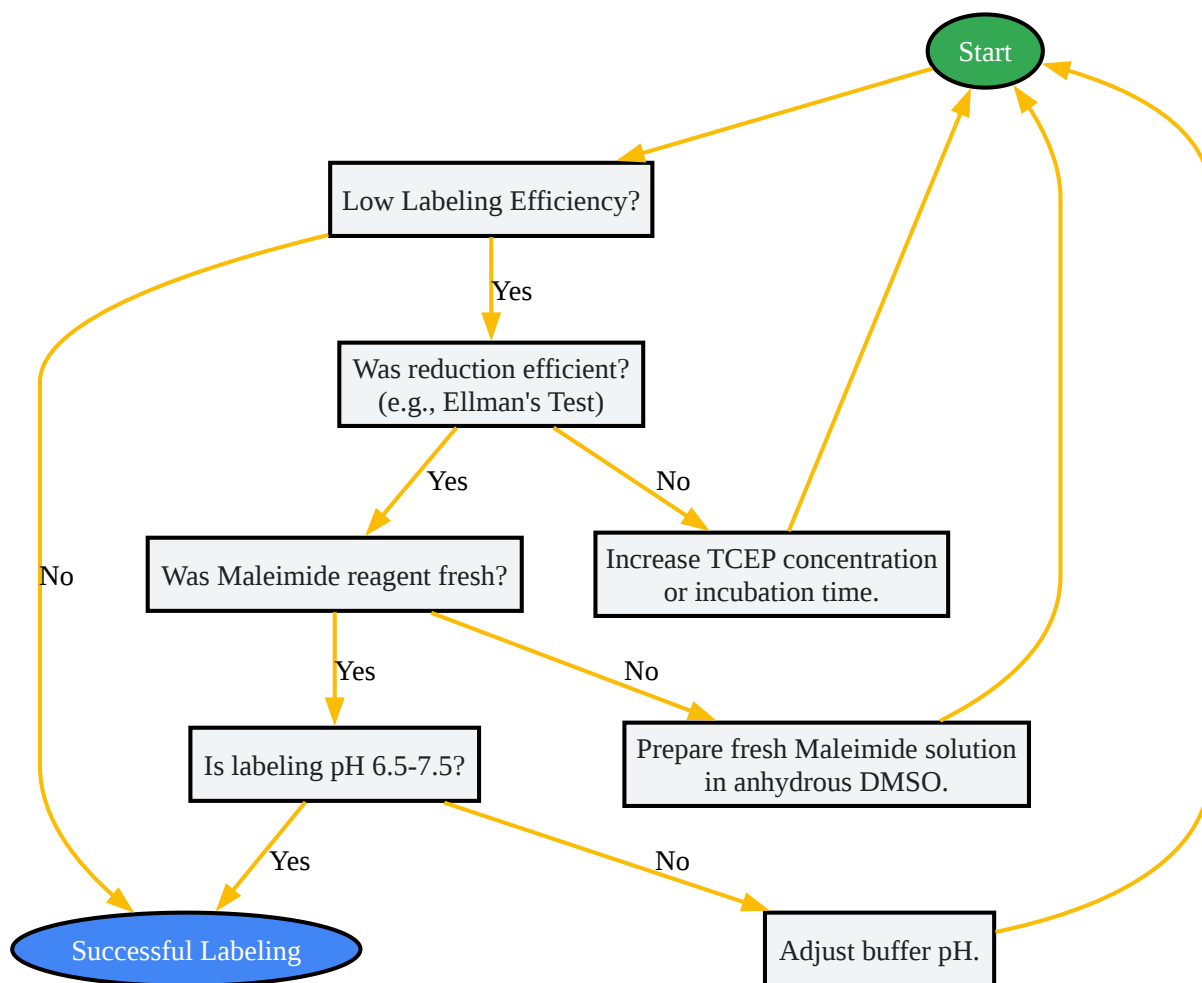 Start
Low Labeling Efficiency?
Yes
Was reduction efficient?
(e.g., Ellman's Test)
Yes
No
No
Was Maleimide reagent fresh?
Increase TCEP concentration
or incubation time.
Yes
No
Is labeling pH 6.5-7.5?
Prepare fresh Maleimide solution
in anhydrous DMSO.
Yes
No
Successful Labeling
Adjust buffer pH.